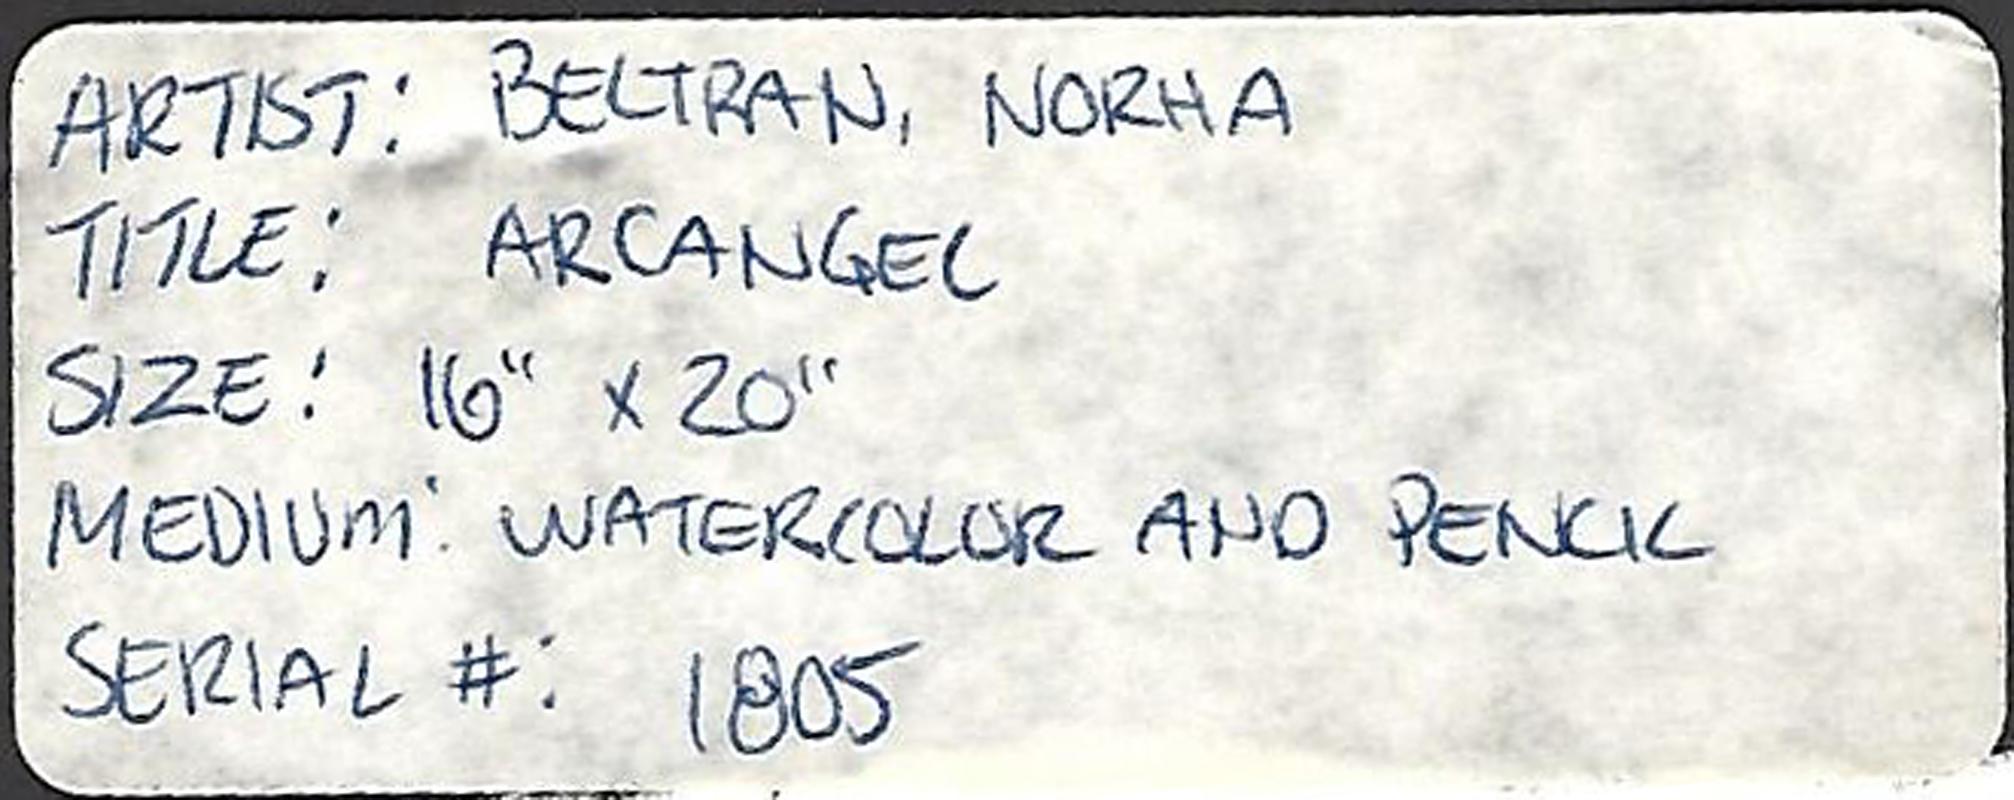 ARTIST: BELTRAN, NORHA
TITLE: ARCANGEL
SIZE: 16" x 20"
MEDIUM: WATERCOLOR AND PENCIL
SERIAL #: 1805